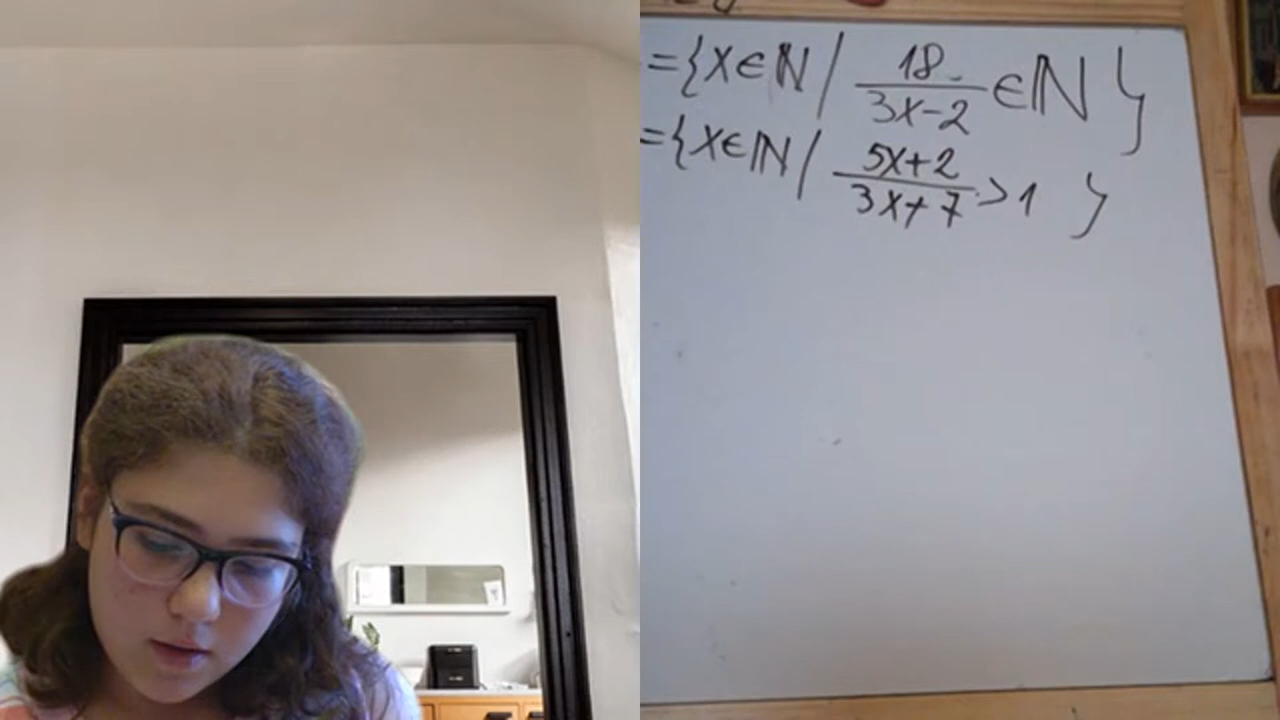 ={x∈ℕ / 18/(3x-2) ∈ℕ }
={x∈ℕ / (5x+2)/(3x+7) >1 }